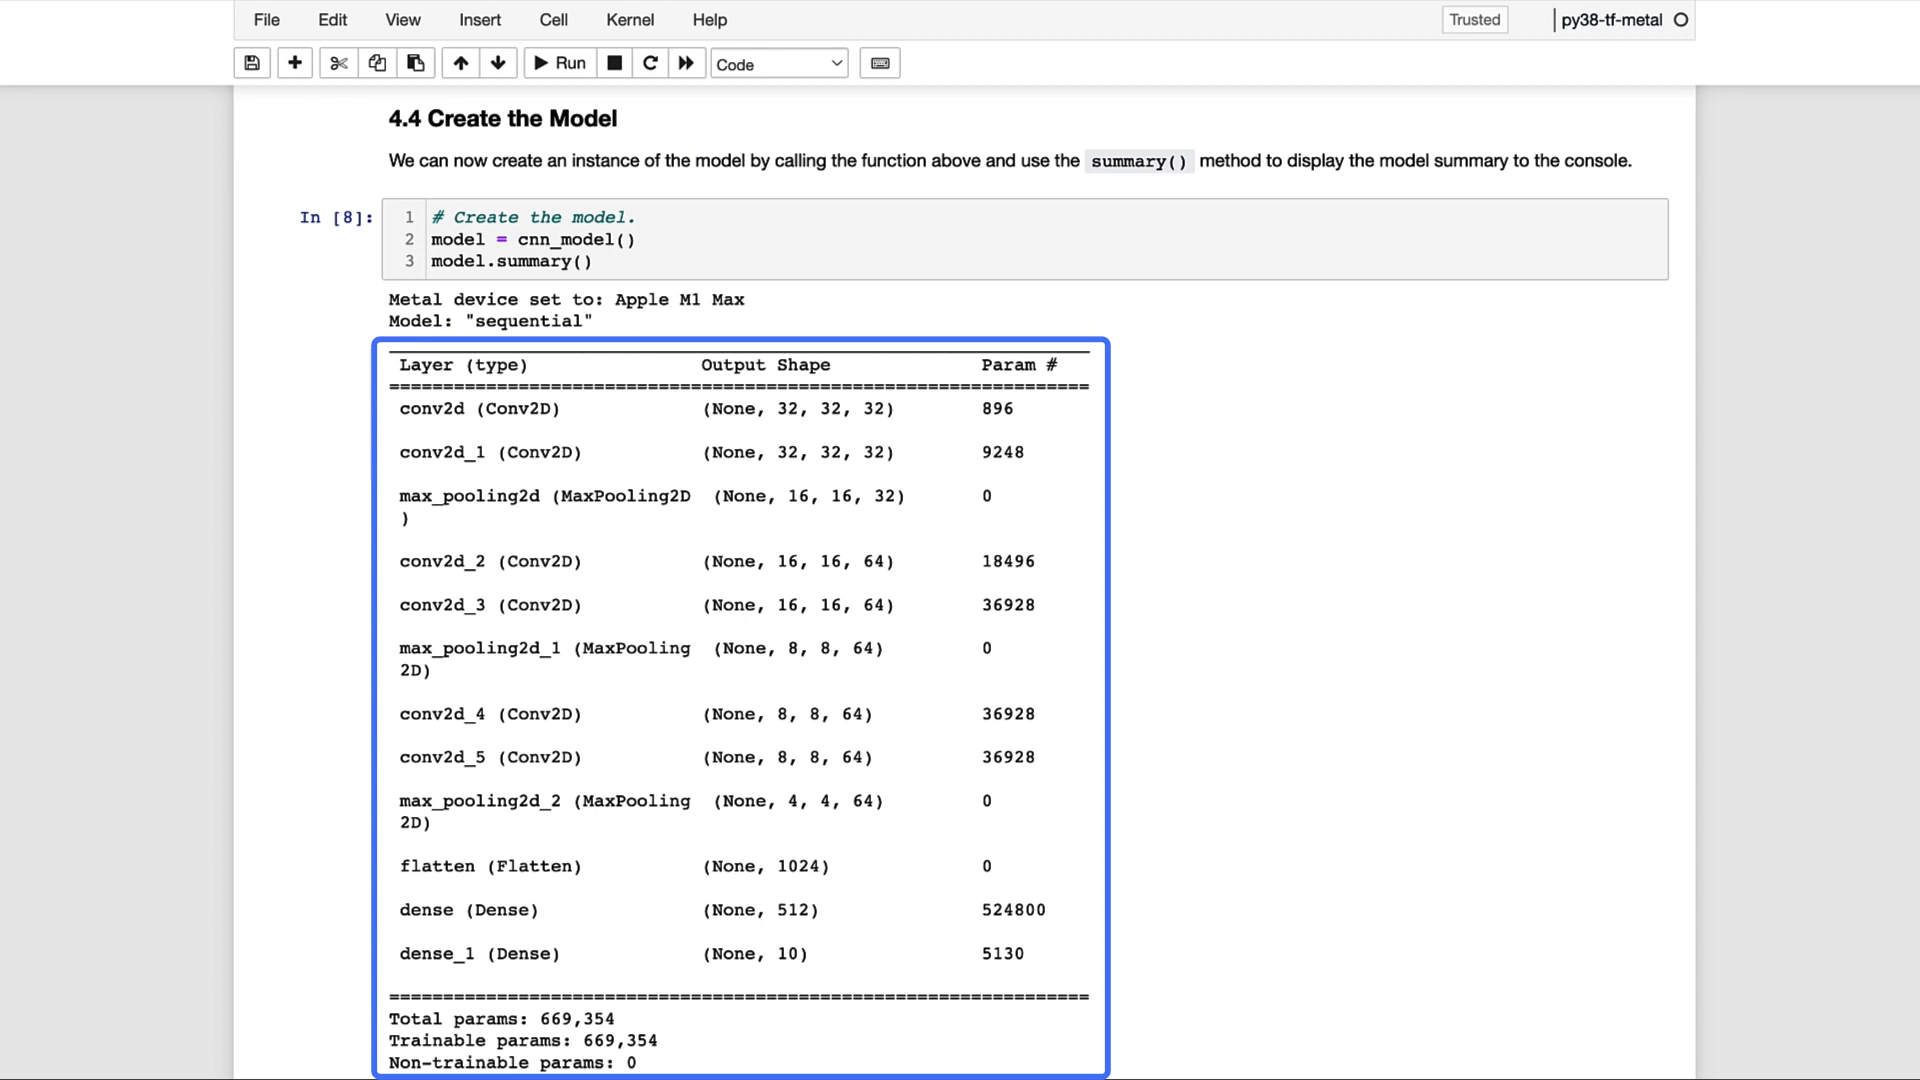 File Edit View Insert Cell Kernel Help Trusted py38-tf-metal
Run Code
4.4 Create the Model
We can now create an instance of the model by calling the function above and use the summary() method to display the model summary to the console.
In [8]: 1 # Create the model.
2 model = cnn_model()
3 model.summary()
Metal device set to: Apple M1 Max
Model: "sequential"
Layer (type) Output Shape Param #
=================================================================
conv2d (Conv2D) (None, 32, 32, 32) 896
conv2d_1 (Conv2D) (None, 32, 32, 32) 9248
max_pooling2d (MaxPooling2D (None, 16, 16, 32) 0
)
conv2d_2 (Conv2D) (None, 16, 16, 64) 18496
conv2d_3 (Conv2D) (None, 16, 16, 64) 36928
max_pooling2d_1 (MaxPooling (None, 8, 8, 64) 0
2D)
conv2d_4 (Conv2D) (None, 8, 8, 64) 36928
conv2d_5 (Conv2D) (None, 8, 8, 64) 36928
max_pooling2d_2 (MaxPooling (None, 4, 4, 64) 0
2D)
flatten (Flatten) (None, 1024) 0
dense (Dense) (None, 512) 524800
dense_1 (Dense) (None, 10) 5130
=================================================================
Total params: 669,354
Trainable params: 669,354
Non-trainable params: 0